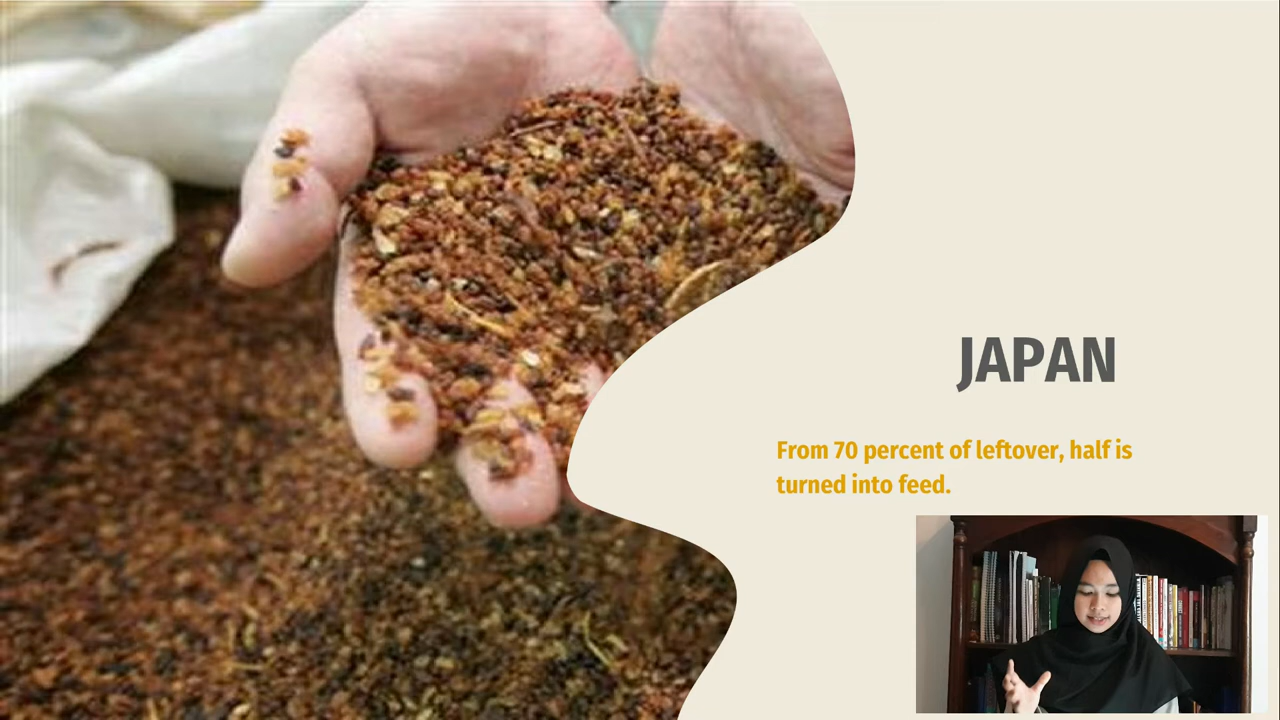 JAPAN
From 70 percent of leftover, half is
turned into feed.